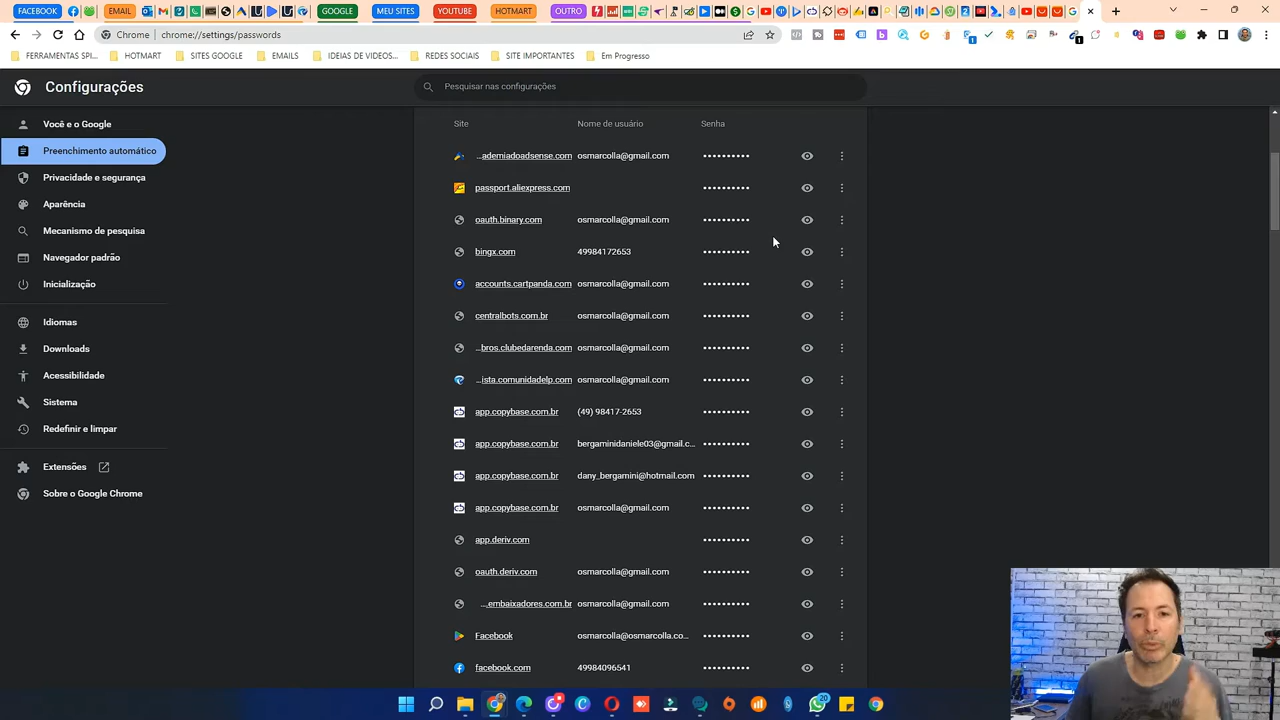 FACEBOOK EMAIL GOOGLE MEU SITES YOUTUBE HOTMART OUTRO
Chrome | chrome://settings/passwords
FERRAMENTAS SPI... HOTMART SITES GOOGLE EMAILS IDEIAS DE VIDEOS... REDES SOCIAIS SITE IMPORTANTES Em Progresso
Configurações
Pesquisar nas configurações
Você e o Google
Preenchimento automático
Privacidade e segurança
Aparência
Mecanismo de pesquisa
Navegador padrão
Inicialização
Idiomas
Downloads
Acessibilidade
Sistema
Redefinir e limpar
Extensões
Sobre o Google Chrome
Site Nome de usuário Senha
...ademiadoadsense.com osmarcolla@gmail.com ••••••••••
passport.aliexpress.com ••••••••••
oauth.binary.com osmarcolla@gmail.com ••••••••••
bingx.com 49984172653 ••••••••••
accounts.cartpanda.com osmarcolla@gmail.com ••••••••••
centralbots.com.br osmarcolla@gmail.com ••••••••••
...bros.clubedarenda.com osmarcolla@gmail.com ••••••••••
...ista.comunidadelp.com osmarcolla@gmail.com ••••••••••
app.copybase.com.br (49) 98417-2653 ••••••••••
app.copybase.com.br bergaminidaniele03@gmail.c... ••••••••••
app.copybase.com.br dany_bergamini@hotmail.com ••••••••••
app.copybase.com.br osmarcolla@gmail.com ••••••••••
app.deriv.com ••••••••••
oauth.deriv.com osmarcolla@gmail.com ••••••••••
...embaixadores.com.br osmarcolla@gmail.com ••••••••••
Facebook osmarcolla@osmarcolla.co... ••••••••••
facebook.com 49984096541 ••••••••••
20